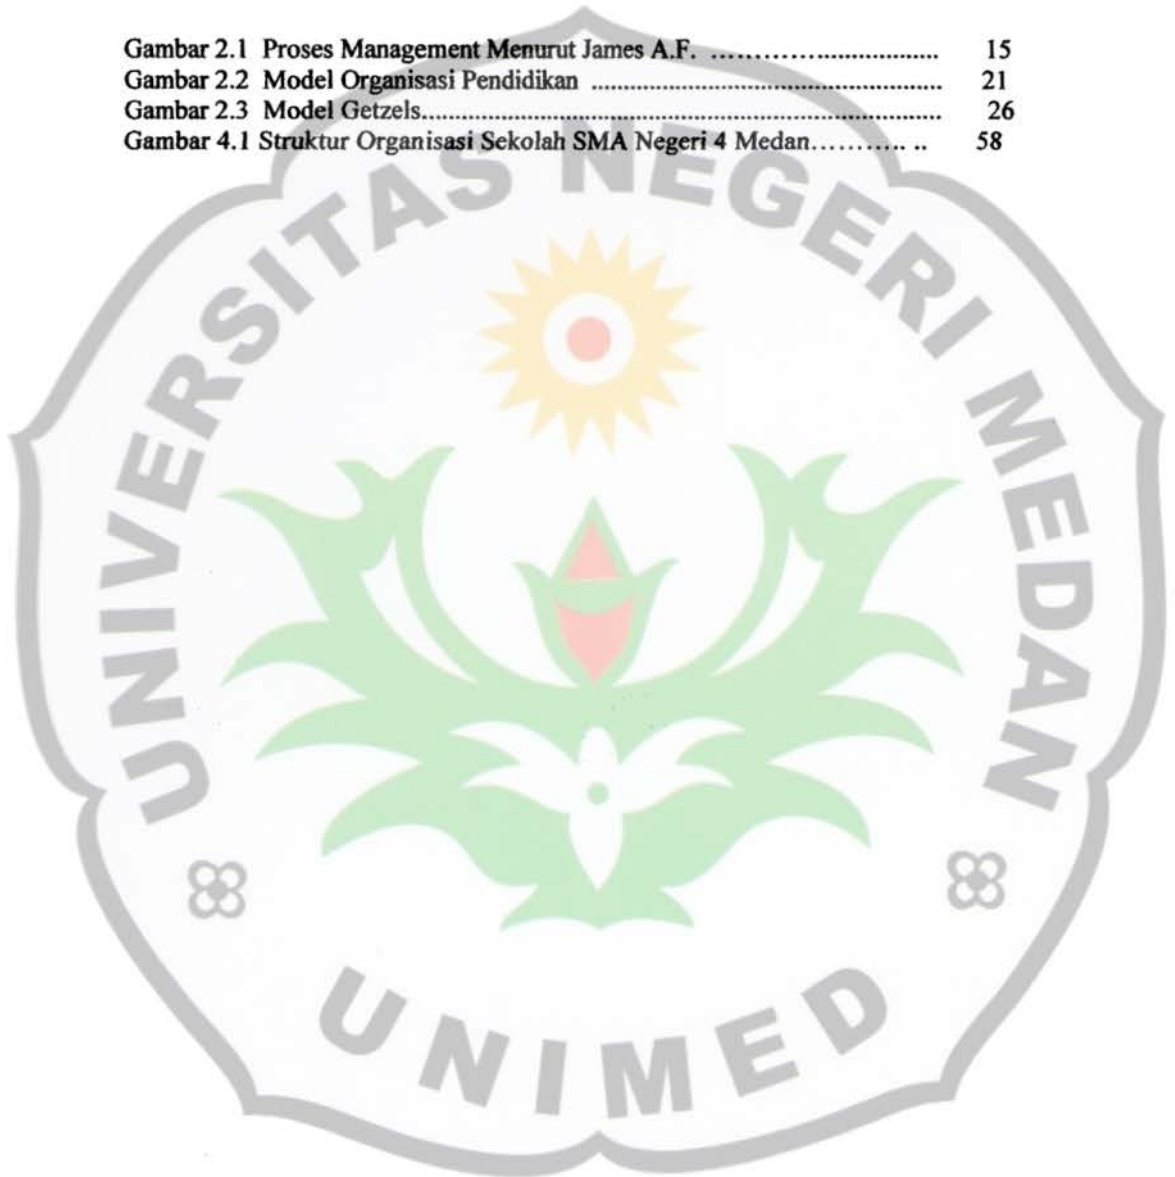 Gambar 2.1 Proses Management Menurut James A.F. ................................... 15
Gambar 2.2 Model Organisasi Pendidikan ..................................................... 21
Gambar 2.3 Model Getzels................................................................................ 26
Gambar 4.1 Struktur Organisasi Sekolah SMA Negeri 4 Medan........... .. 58
UNIVERSITAS NEGERI MEDAN
UNIMED